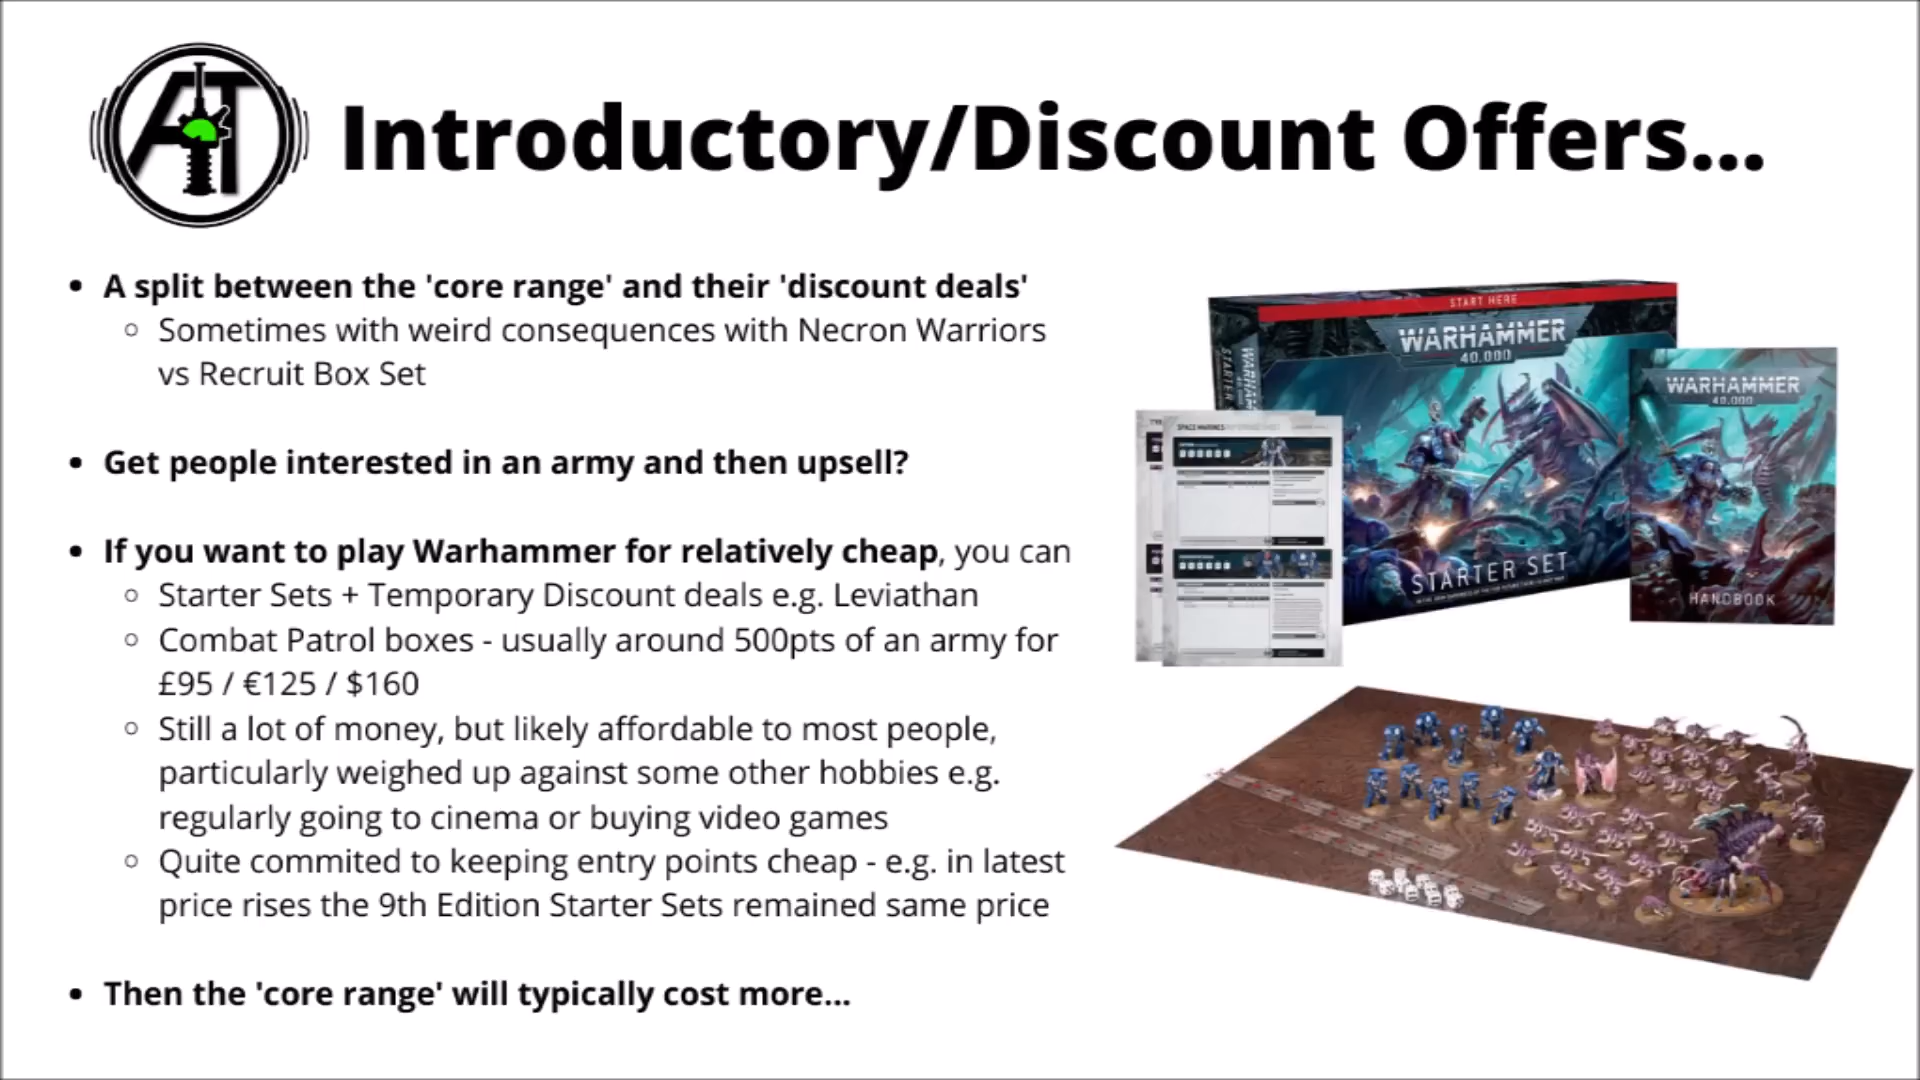 AT
Introductory/Discount Offers...
• A split between the 'core range' and their 'discount deals'
○ Sometimes with weird consequences with Necron Warriors
vs Recruit Box Set
• Get people interested in an army and then upsell?
• If you want to play Warhammer for relatively cheap, you can
○ Starter Sets + Temporary Discount deals e.g. Leviathan
○ Combat Patrol boxes - usually around 500pts of an army for
£95 / €125 / $160
○ Still a lot of money, but likely affordable to most people,
particularly weighed up against some other hobbies e.g.
regularly going to cinema or buying video games
○ Quite commited to keeping entry points cheap - e.g. in latest
price rises the 9th Edition Starter Sets remained same price
• Then the 'core range' will typically cost more...
START HERE
WARHAMMER
40,000
STARTER SET
WARHAMMER
40,000
HANDBOOK
SPACE MARINES